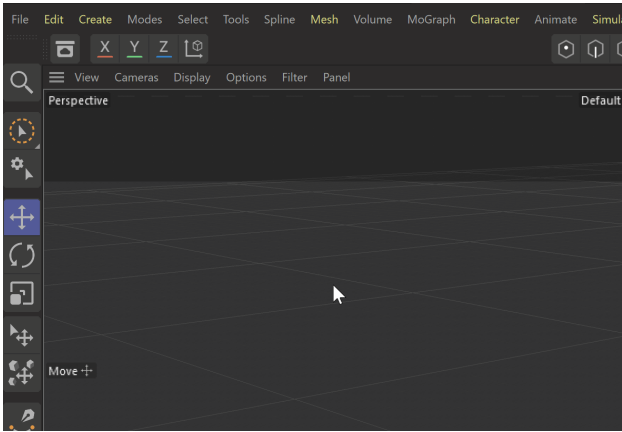 File Edit Create Modes Select Tools Spline Mesh Volume MoGraph Character Animate
X Y Z
View Cameras Display Options Filter Panel
Perspective Default
Move